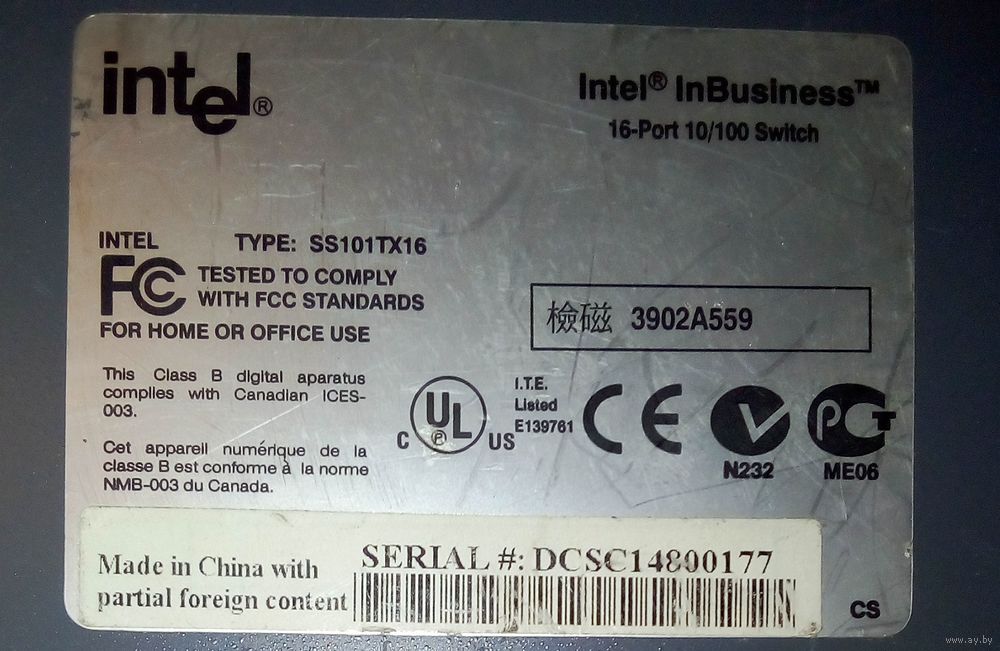 intel®
Intel® InBusiness™
16-Port 10/100 Switch
INTEL TYPE: SS101TX16
FC TESTED TO COMPLY
WITH FCC STANDARDS
FOR HOME OR OFFICE USE
檢磁 3902A559
This Class B digital aparatus
complies with Canadian ICES-
003.
Cet appareil numérique de la
classe B est conforme à la norme
NMB-003 du Canada.
C UL ® US
I.T.E.
Listed
E139761
CE
N232
PCT
ME06
Made in China with
partial foreign content
SERIAL #: DCSC14800177
CS
www.ay.by